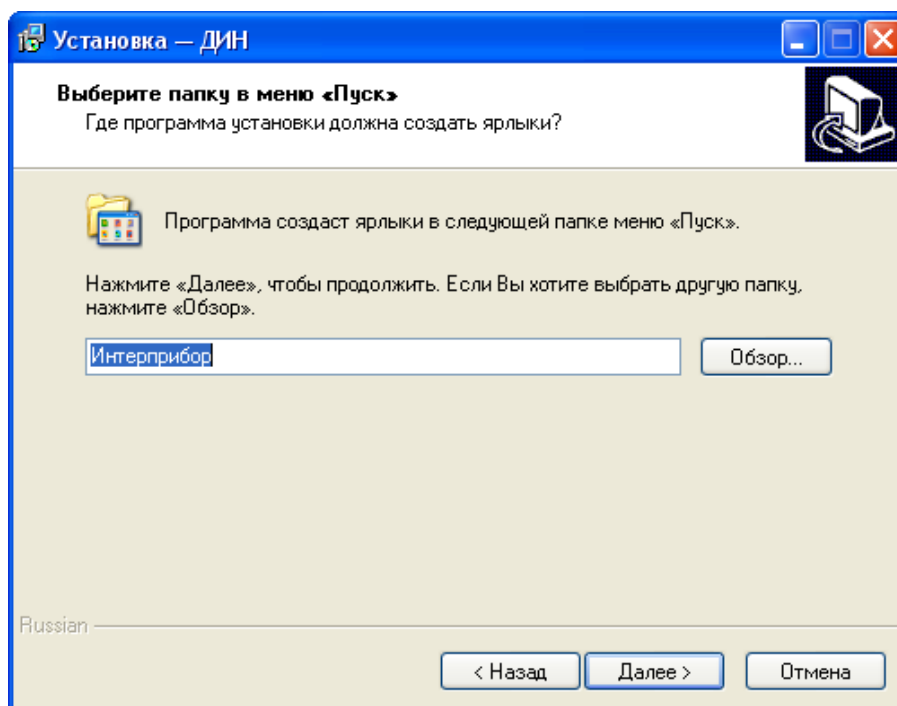 Установка — ДИН
Выберите папку в меню «Пуск»
Где программа установки должна создать ярлыки?
Программа создаст ярлыки в следующей папке меню «Пуск».
Нажмите «Далее», чтобы продолжить. Если Вы хотите выбрать другую папку,
нажмите «Обзор».
Интерприбор
Обзор...
Russian
< Назад
Далее >
Отмена